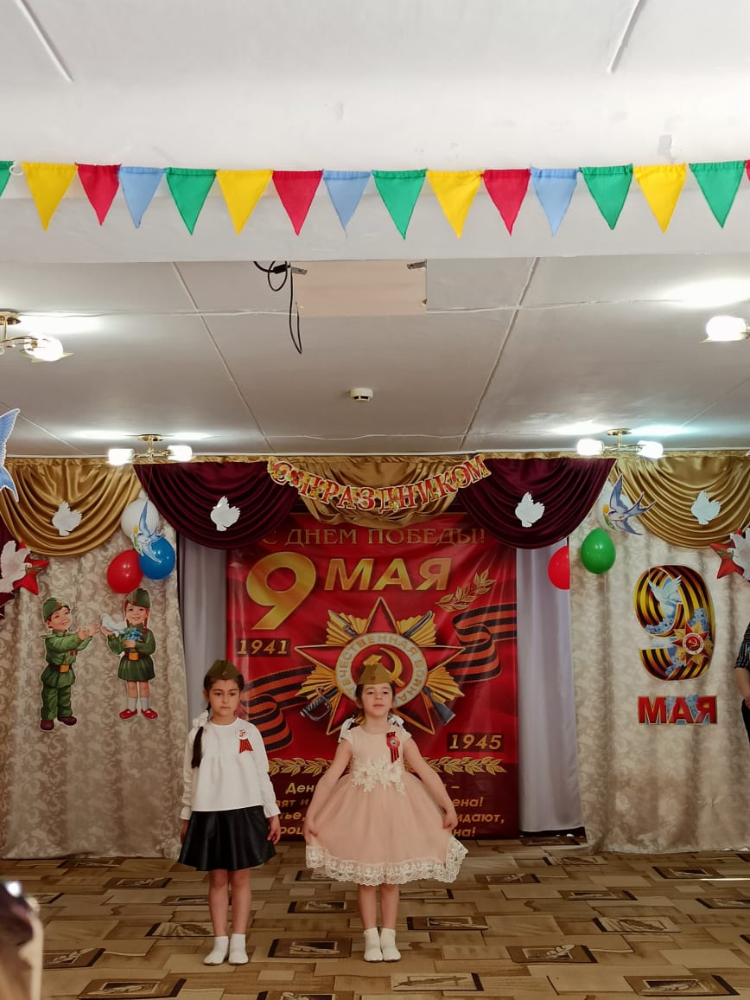 С ПРАЗДНИКОМ
С ДНЕМ ПОБЕДЫ!
9 МАЯ
1941
ОТЕЧЕСТВЕННАЯ ВОЙНА
1945
9
МАЯ